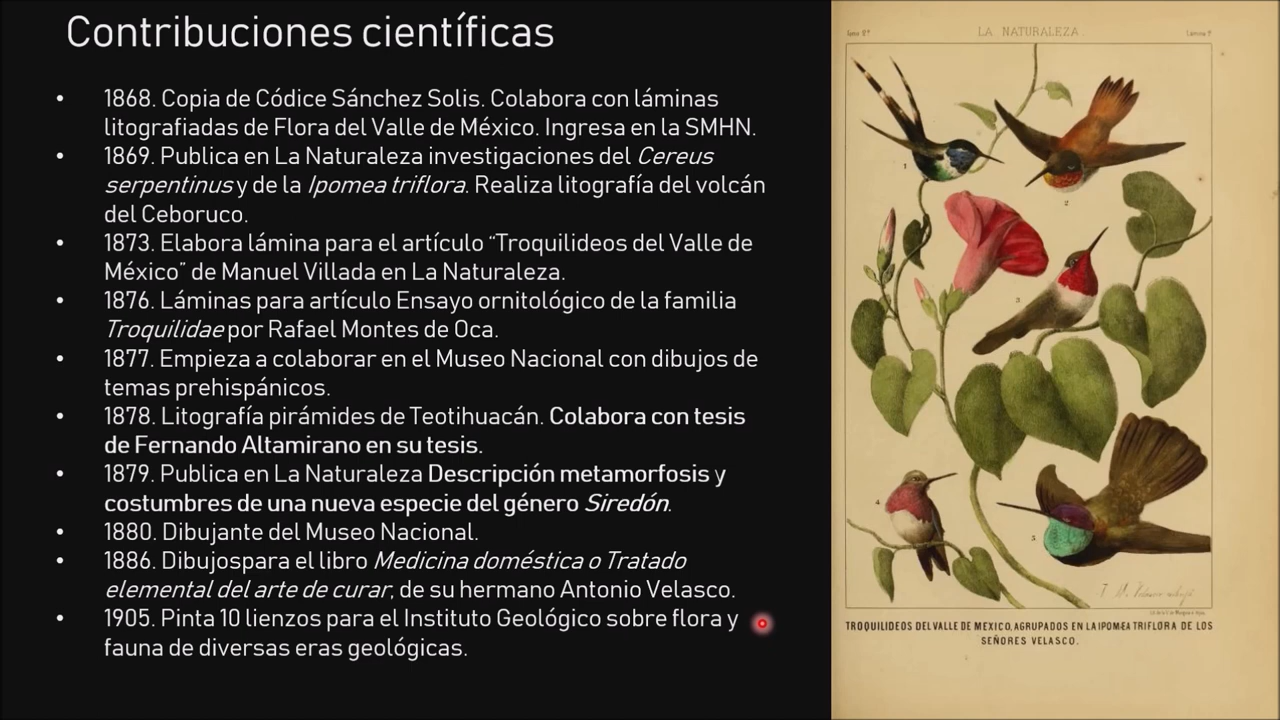 Contribuciones científicas
• 1868. Copia de Códice Sánchez Solis. Colabora con láminas
litografiadas de Flora del Valle de México. Ingresa en la SMHN.
• 1869. Publica en La Naturaleza investigaciones del Cereus
serpentinus y de la Ipomea triflora. Realiza litografía del volcán
del Ceboruco.
• 1873. Elabora lámina para el artículo “Troquilideos del Valle de
México” de Manuel Villada en La Naturaleza.
• 1876. Láminas para artículo Ensayo ornitológico de la familia
Troquilidae por Rafael Montes de Oca.
• 1877. Empieza a colaborar en el Museo Nacional con dibujos de
temas prehispánicos.
• 1878. Litografía pirámides de Teotihuacán. Colabora con tesis
de Fernando Altamirano en su tesis.
• 1879. Publica en La Naturaleza Descripción metamorfosis y
costumbres de una nueva especie del género Siredón.
• 1880. Dibujante del Museo Nacional.
• 1886. Dibujospara el libro Medicina doméstica o Tratado
elemental del arte de curar, de su hermano Antonio Velasco.
• 1905. Pinta 10 lienzos para el Instituto Geológico sobre flora y
fauna de diversas eras geológicas.
LA NATURALEZA.
1
2
3
4
5
TROQUILIDEOS DEL VALLE DE MEXICO, AGRUPADOS EN LA IPOMEA TRIFLORA DE LOS
SEÑORES VELASCO.